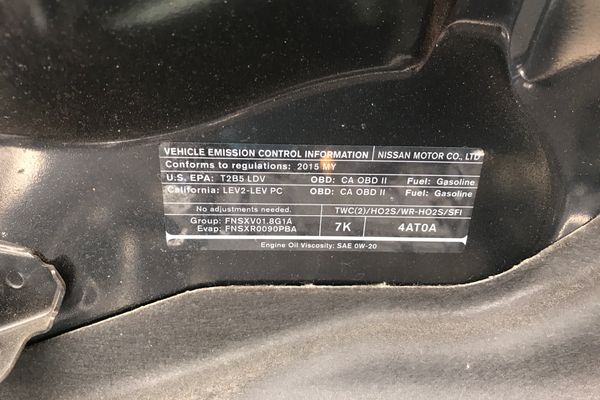 VEHICLE EMISSION CONTROL INFORMATION NISSAN MOTOR CO., LTD
Conforms to regulations: 2015 MY
U.S. EPA: T2B5 LDV OBD: CA OBD II Fuel: Gasoline
California: LEV2-LEV PC OBD: CA OBD II Fuel: Gasoline
No adjustments needed. TWC(2)/HO2S/WR-HO2S/SFI
Group: FNSXV01.8G1A
Evap: FNSXR0090PBA 7K 4AT0A
Engine Oil Viscosity: SAE 0W-20